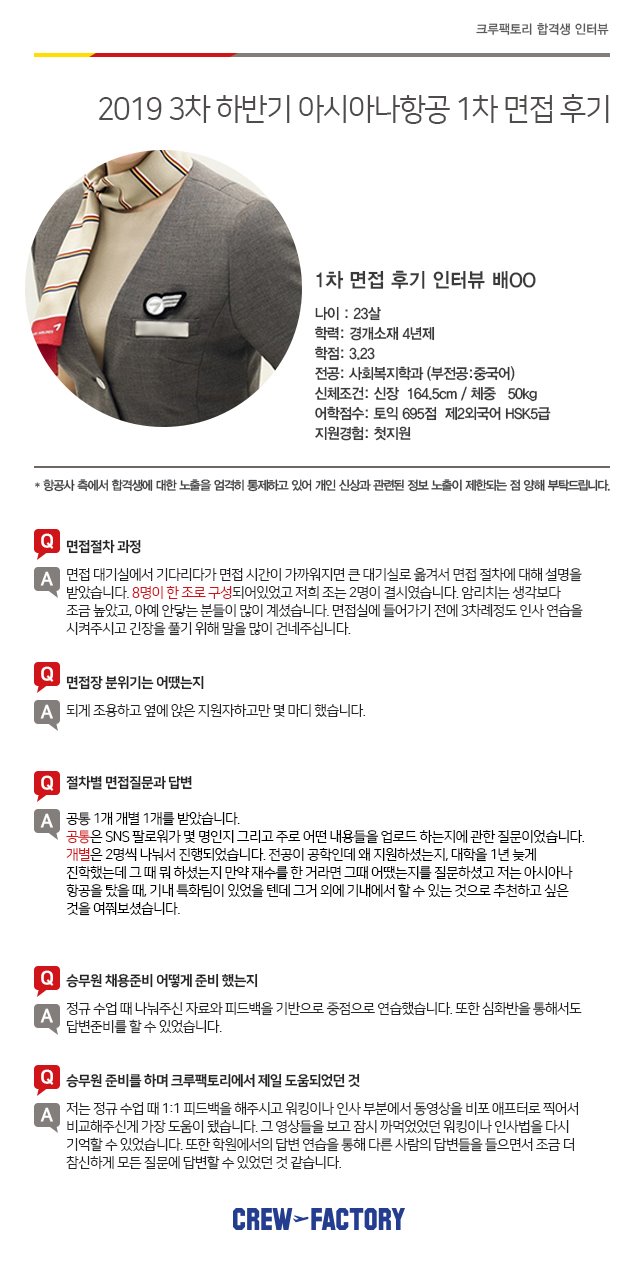 크루팩토리 합격생 인터뷰
2019 3차 하반기 아시아나항공 1차 면접 후기
1차 면접 후기 인터뷰 배OO
나이 : 23살
학력: 경개소재 4년제
학점: 3.23
전공: 사회복지학과 (부전공:중국어)
신체조건: 신장 164.5cm / 체중 50kg
어학점수: 토익 695점 제2외국어 HSK5급
지원경험: 첫지원
* 항공사 측에서 합격생에 대한 노출을 엄격히 통제하고 있어 개인 신상과 관련된 정보 노출이 제한되는 점 양해 부탁드립니다.
Q 면접절차 과정
A 면접 대기실에서 기다리다가 면접 시간이 가까워지면 큰 대기실로 옮겨서 면접 절차에 대해 설명을
받았습니다. 8명이 한 조로 구성되어있었고 저희 조는 2명이 결시였습니다. 암리치는 생각보다
조금 높았고, 아예 안닿는 분들이 많이 계셨습니다. 면접실에 들어가기 전에 3차례정도 인사 연습을
시켜주시고 긴장을 풀기 위해 말을 많이 건네주십니다.
Q 면접장 분위기는 어땠는지
A 되게 조용하고 옆에 앉은 지원자하고만 몇 마디 했습니다.
Q 절차별 면접질문과 답변
A 공통 1개 개별 1개를 받았습니다.
공통은 SNS 팔로워가 몇 명인지 그리고 주로 어떤 내용들을 업로드 하는지에 관한 질문이었습니다.
개별은 2명씩 나눠서 진행되었습니다. 전공이 공학인데 왜 지원하셨는지, 대학을 1년 늦게
진학했는데 그 때 뭐 하셨는지 만약 재수를 한 거라면 그때 어땠는지를 질문하셨고 저는 아시아나
항공을 탔을 때, 기내 특화팀이 있었을 텐데 그거 외에 기내에서 할 수 있는 것으로 추천하고 싶은
것을 여쭤보셨습니다.
Q 승무원 채용준비 어떻게 준비 했는지
A 정규 수업 때 나눠주신 자료와 피드백을 기반으로 중점으로 연습했습니다. 또한 심화반을 통해서도
답변준비를 할 수 있었습니다.
Q 승무원 준비를 하며 크루팩토리에서 제일 도움되었던 것
A 저는 정규 수업 때 1:1 피드백을 해주시고 워킹이나 인사 부분에서 동영상을 비포 애프터로 찍어서
비교해주신게 가장 도움이 됐습니다. 그 영상들을 보고 잠시 까먹었었던 워킹이나 인사법을 다시
기억할 수 있었습니다. 또한 학원에서의 답변 연습을 통해 다른 사람의 답변들을 들으면서 조금 더
참신하게 모든 질문에 답변할 수 있었던 것 같습니다.
CREW FACTORY